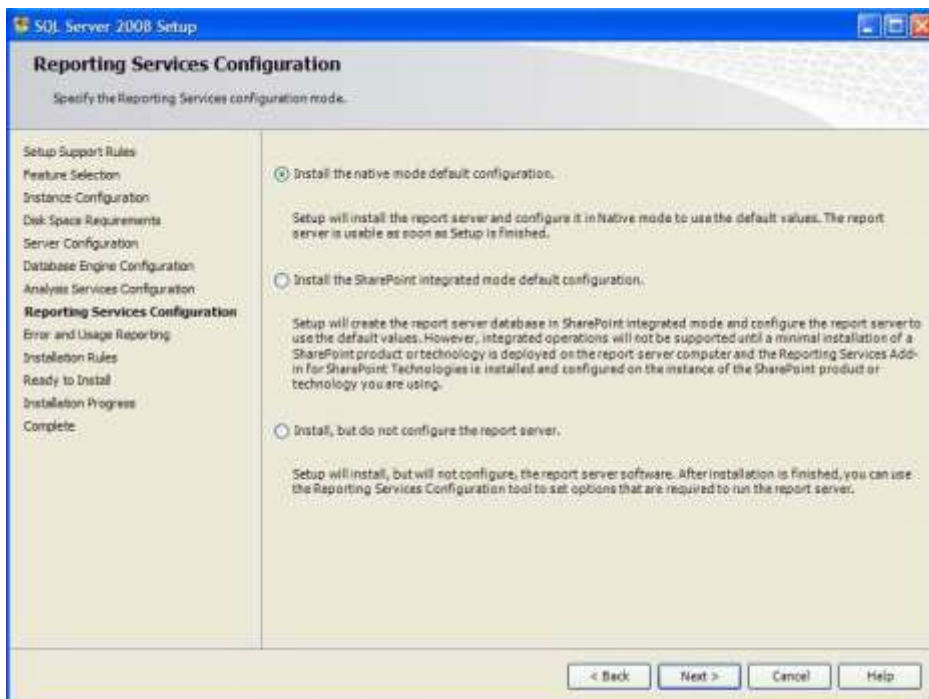 SQL Server 2008 Setup
Reporting Services Configuration
Specify the Reporting Services configuration mode.
Setup Support Rules
Feature Selection
Instance Configuration
Disk Space Requirements
Server Configuration
Database Engine Configuration
Analysis Services Configuration
Reporting Services Configuration
Error and Usage Reporting
Installation Rules
Ready to Install
Installation Progress
Complete
Install the native mode default configuration.
Setup will install the report server and configure it in Native mode to use the default values. The report
server is usable as soon as Setup is finished.
Install the SharePoint integrated mode default configuration.
Setup will create the report server database in SharePoint integrated mode and configure the report server to
use the default values. However, integrated operations will not be supported until a minimal installation of a
SharePoint product or technology is deployed on the report server computer and the Reporting Services Add-
in for SharePoint Technologies is installed and configured on the instance of the SharePoint product or
technology you are using.
Install, but do not configure the report server.
Setup will install, but will not configure, the report server software. After installation is finished, you can use
the Reporting Services Configuration tool to set options that are required to run the report server.
< Back
Next >
Cancel
Help